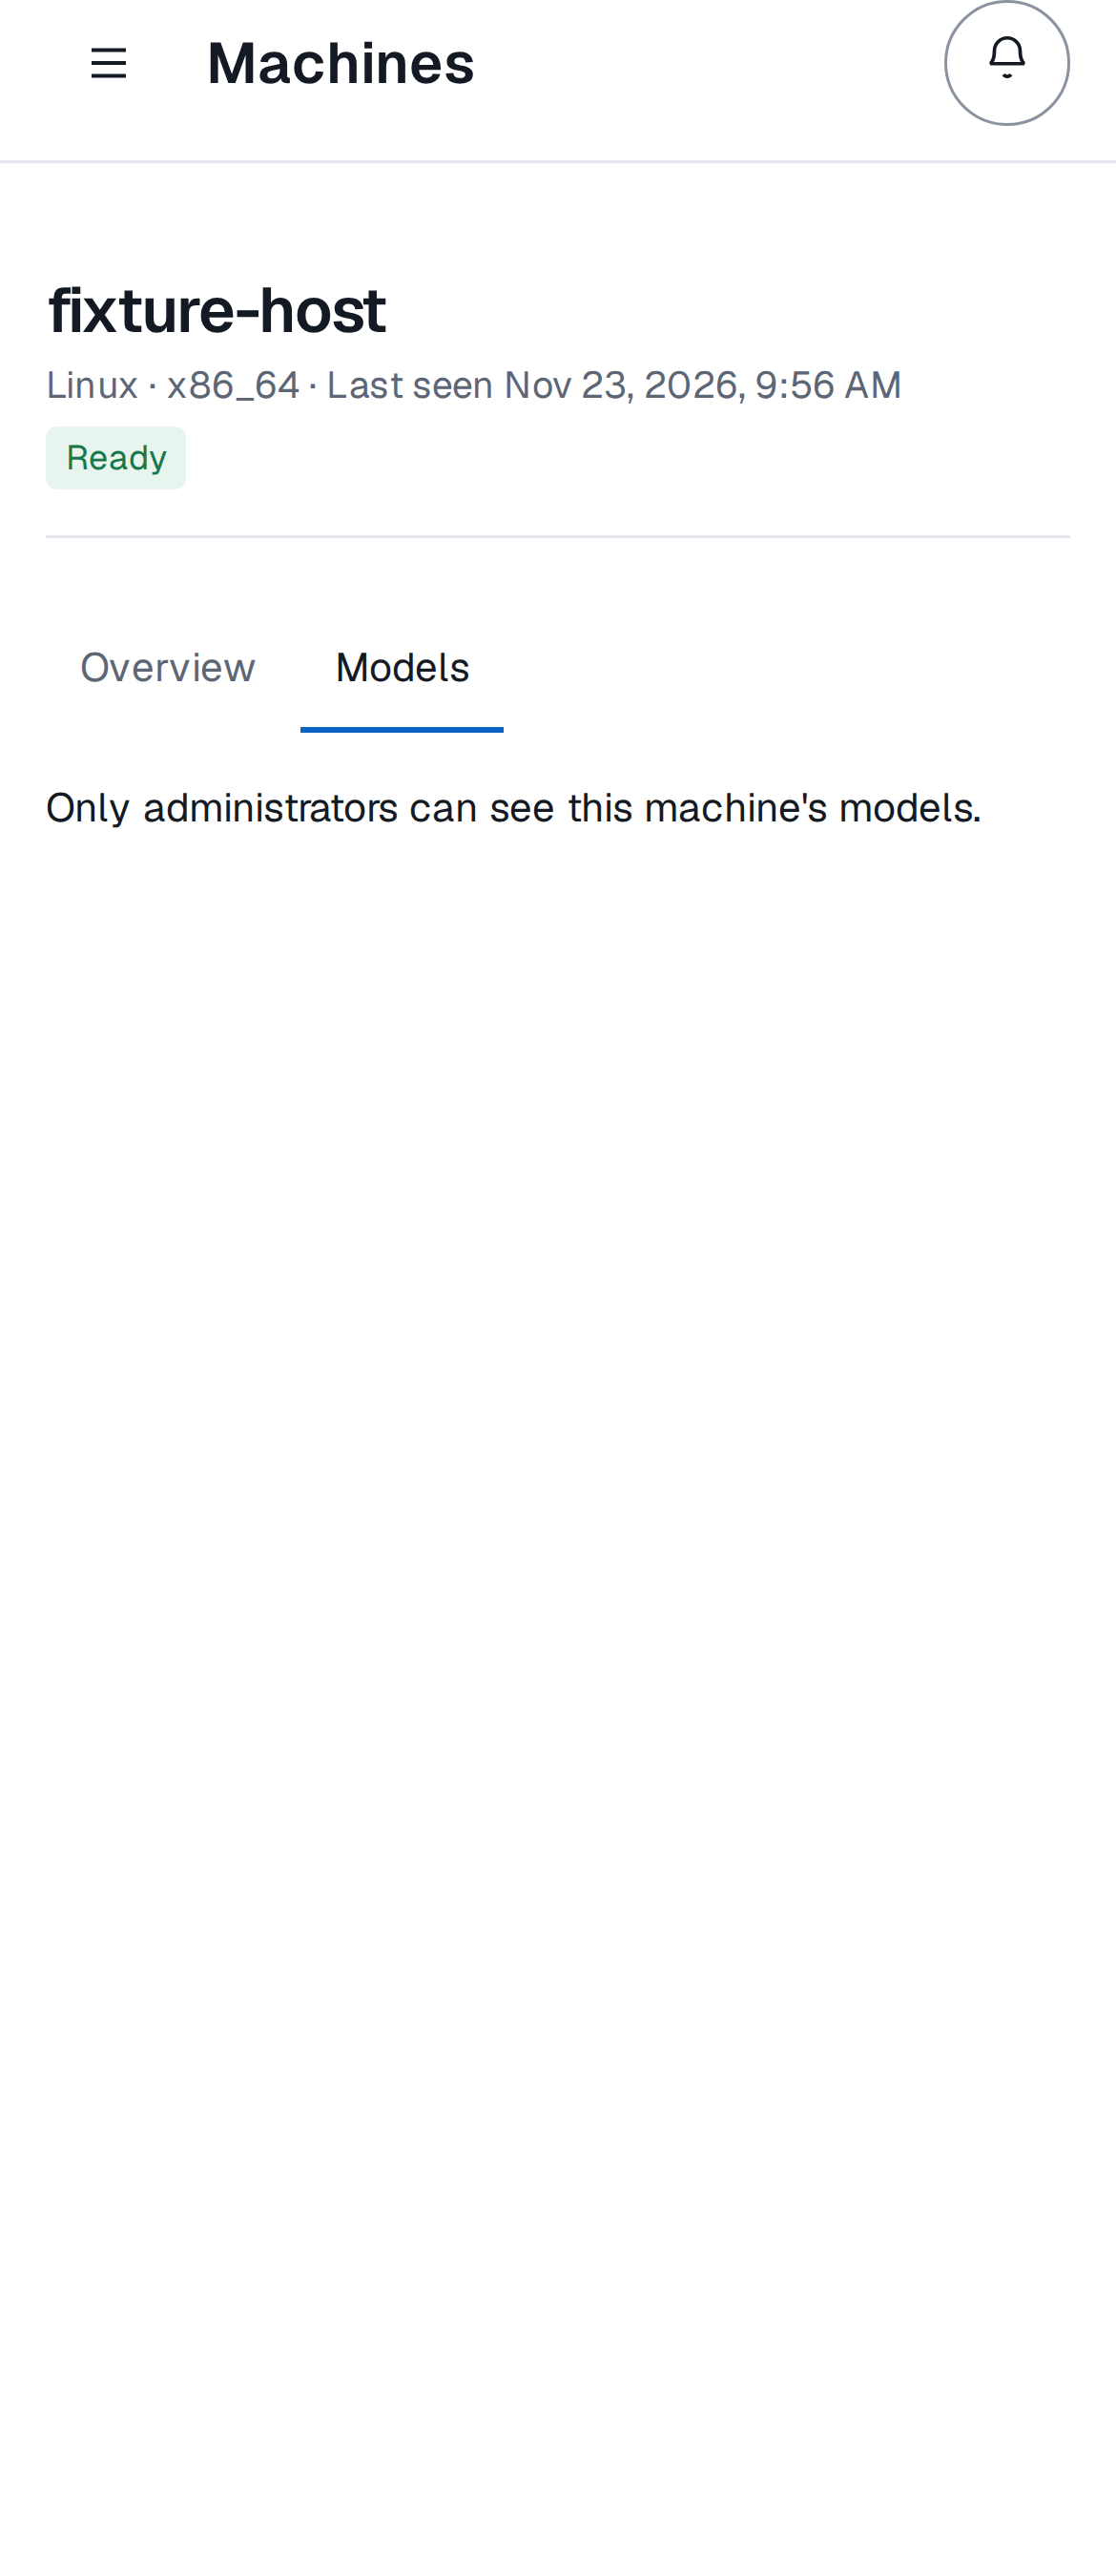 Machines
fixture-host
Linux · x86_64 · Last seen Nov 23, 2026, 9:56 AM
Ready
Overview Models
Only administrators can see this machine's models.